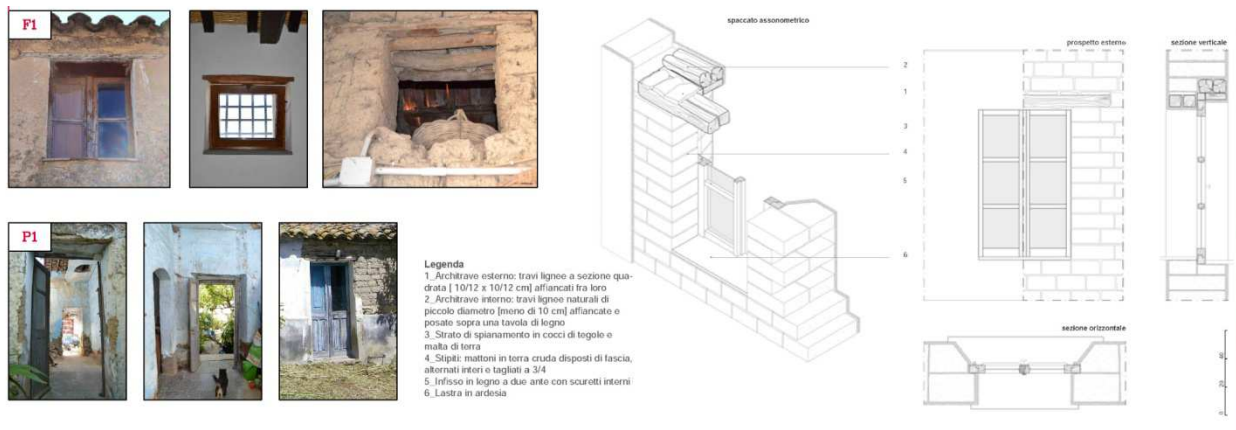 F1
P1
Legenda
1_Architrave esterno: travi lignee a sezione qua-
drata [ 10/12 x 10/12 cm] affiancati fra loro
2_Architrave interno: travi lignee naturali di
piccolo diametro [meno di 10 cm] affiancate e
posate sopra una tavola di legno
3_Strato di spianamento in cocci di tegole e
malta di terra
4_Stipiti: mattoni in terra cruda disposti di fascia,
alternati interi e tagliati a 3/4
5_Infisso in legno a due ante con scuretti interni
6_Lastra in ardesia
spaccato assonometrico
2
1
3
4
5
6
prospetto esterno
sezione verticale
sezione orizzontale
40
20
0